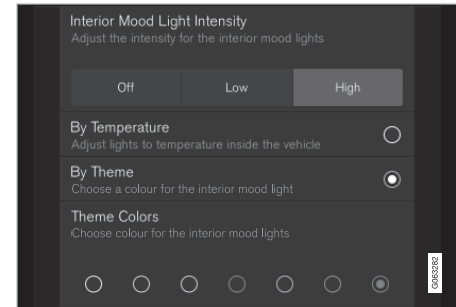 Interior Mood Light Intensity
Adjust the intensity for the interior mood lights
Off Low High
By Temperature
Adjust lights to temperature inside the vehicle
By Theme
Choose a colour for the interior mood light
Theme Colors
Choose colour for the interior mood lights
G063282